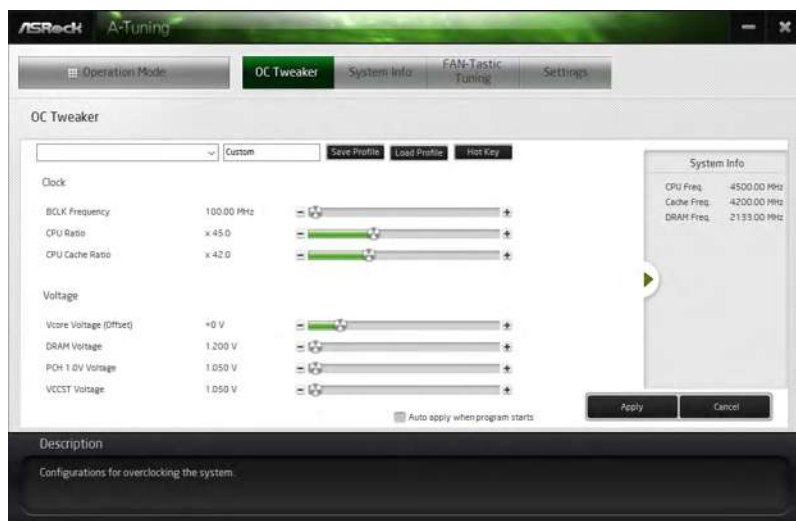 ASRock A-Tuning
Operation Mode OC Tweaker System Info FAN-Tastic Tuning Settings
OC Tweaker
Custom Save Profile Load Profile Hot Key
System Info
CPU Freq. 4500.00 MHz
Cache Freq. 4200.00 MHz
DRAM Freq. 2133.00 MHz
Clock
BCLK Frequency 100.00 MHz
CPU Ratio x 45.0
CPU Cache Ratio x 42.0
Voltage
Vcore Voltage (Offset) +0 V
DRAM Voltage 1.200 V
PCH 1.0V Voltage 1.050 V
VCCST Voltage 1.050 V
Auto apply when program starts
Apply Cancel
Description
Configurations for overclocking the system.